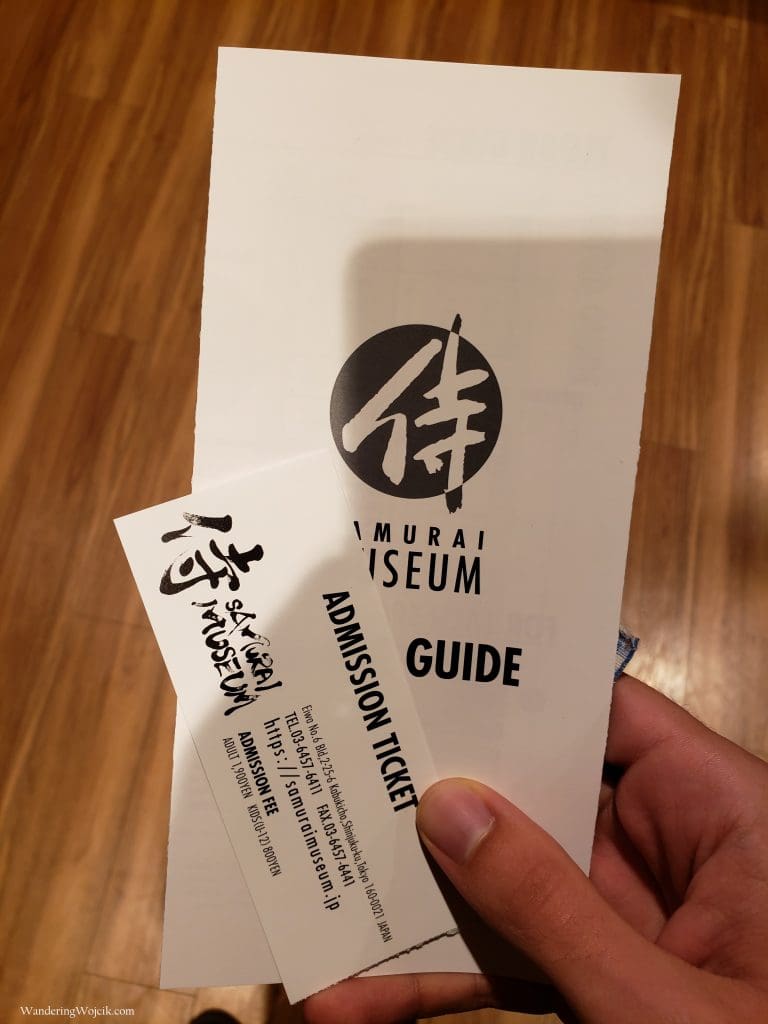 侍
AMURAI
USEUM
GUIDE
侍
SAMURAI
MUSEUM
ADMISSION TICKET
Eiwa No.6 Bld,2-25-6 Kabukicho,Shinjuku-ku,Tokyo 160-0021 JAPAN
TEL.03-6457-6411 FAX.03-6457-6441
https://samuraimuseum.jp
ADMISSION FEE
ADULT 1,900YEN KIDS(U-12) 800YEN
WanderingWojcik.com